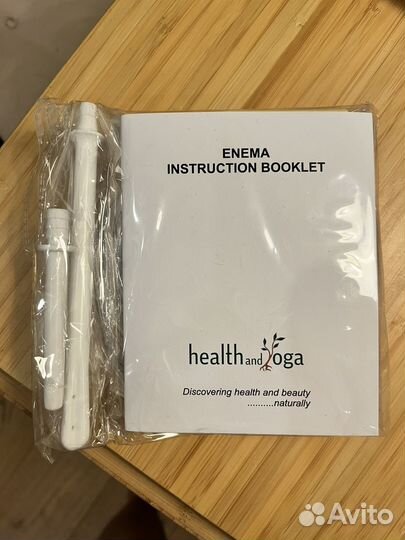 ENEMA
INSTRUCTION BOOKLET
health and yoga
Discovering health and beauty
..........naturally
Avito